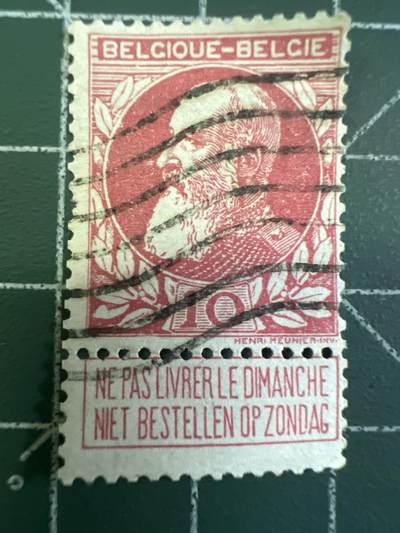 BELGIQUE-BELGIE
10
HENRI MEUNIER-INV.
NE PAS LIVRER LE DIMANCHE
NIET BESTELLEN OP ZONDAG